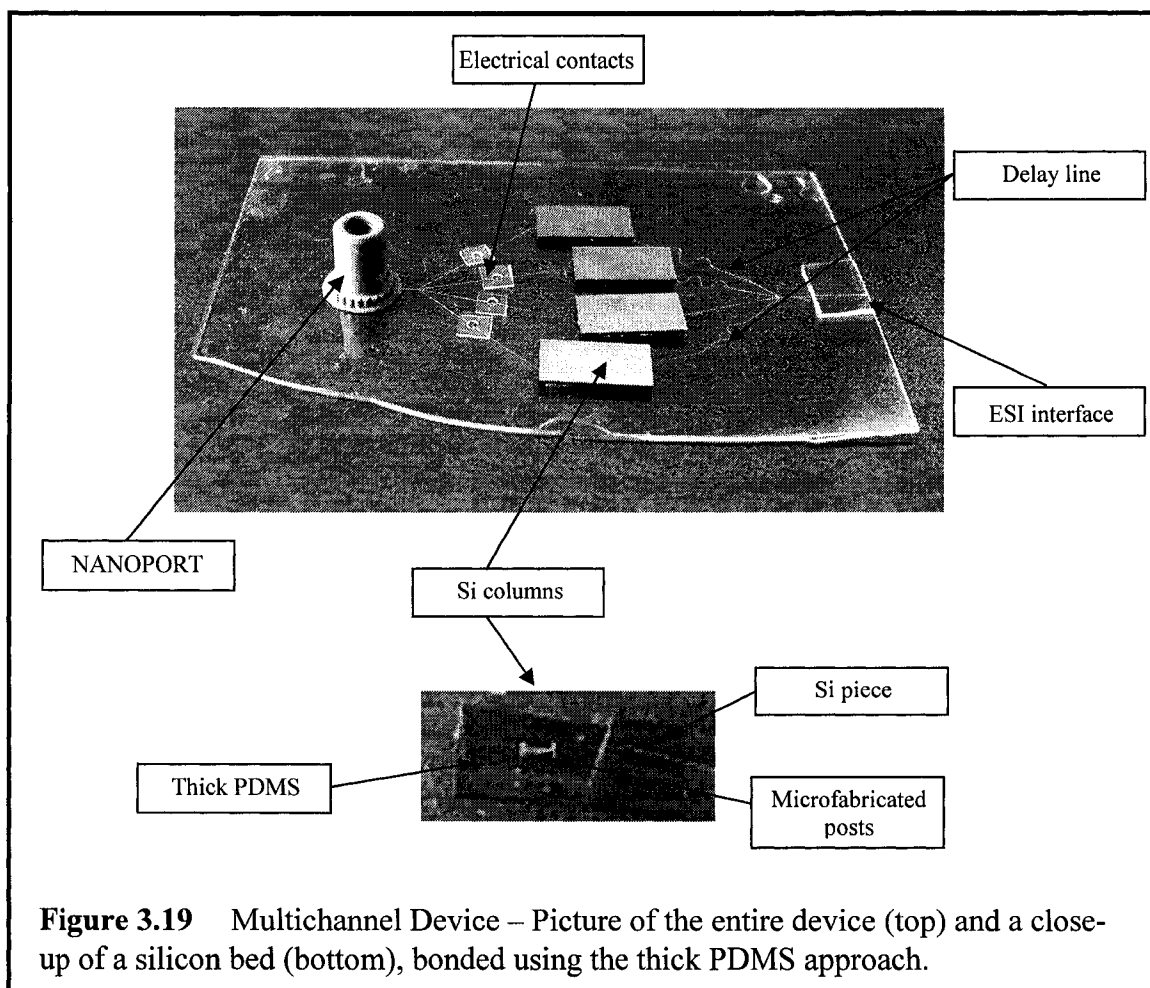 Electrical contacts
Delay line
ESI interface
NANOPORT
Si columns
Si piece
Thick PDMS
Microfabricated
posts
Figure 3.19 Multichannel Device – Picture of the entire device (top) and a close-
up of a silicon bed (bottom), bonded using the thick PDMS approach.